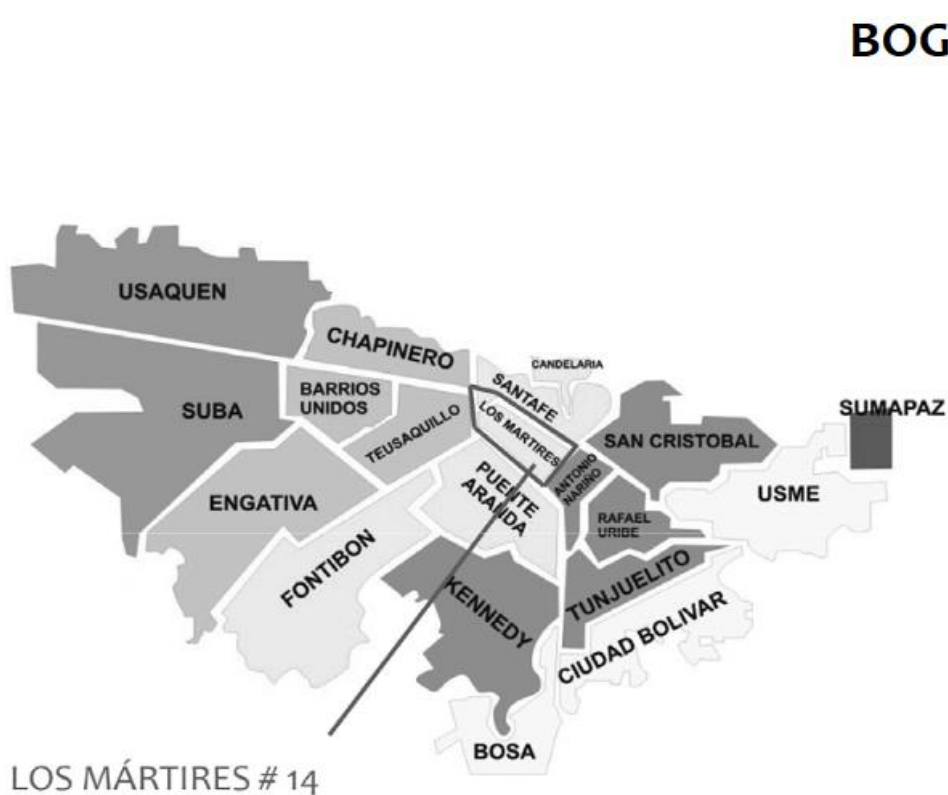 BOG
USAQUEN
CHAPINERO
CANDELARIA
SANTAFE
BARRIOS
UNIDOS
SUBA
TEUSAQUILLO
LOS MARTIRES
SUMAPAZ
SAN CRISTOBAL
ANTONIO
NARIÑO
PUENTE
ARANDA
USME
ENGATIVA
RAFAEL
URIBE
FONTIBON
KENNEDY
TUNJUELITO
CIUDAD BOLIVAR
BOSA
LOS MÁRTIRES # 14